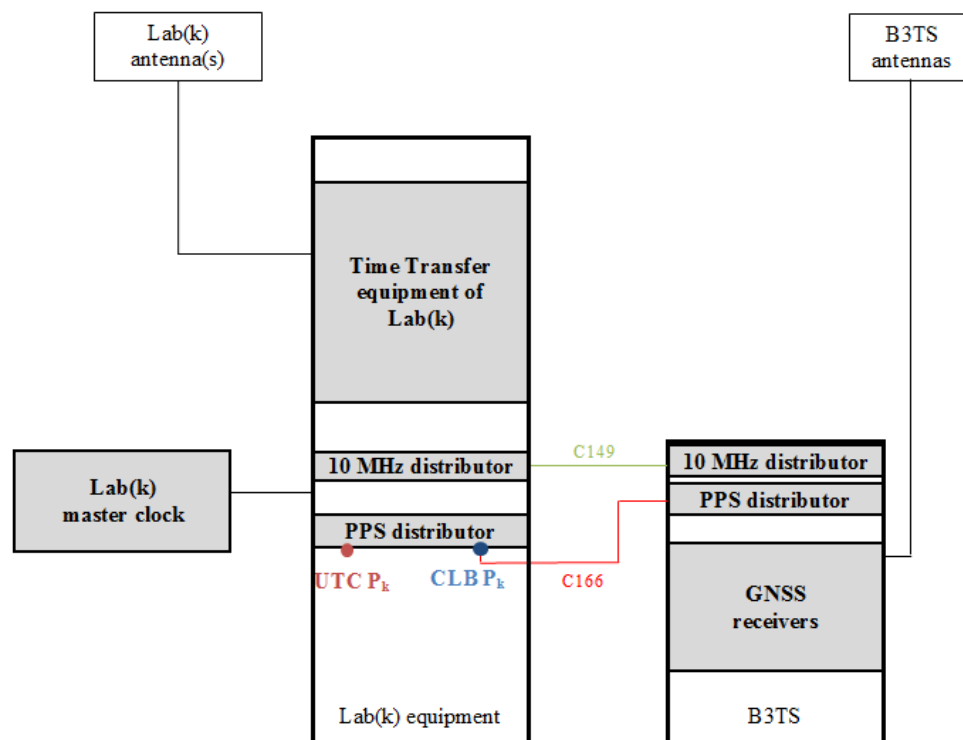 Lab(k)
antenna(s)
B3TS
antennas
Time Transfer
equipment of
Lab(k)
C149
10 MHz distributor
10 MHz distributor
Lab(k)
master clock
PPS distributor
PPS distributor
UTC Pk
CLB Pk
C166
GNSS
receivers
Lab(k) equipment
B3TS